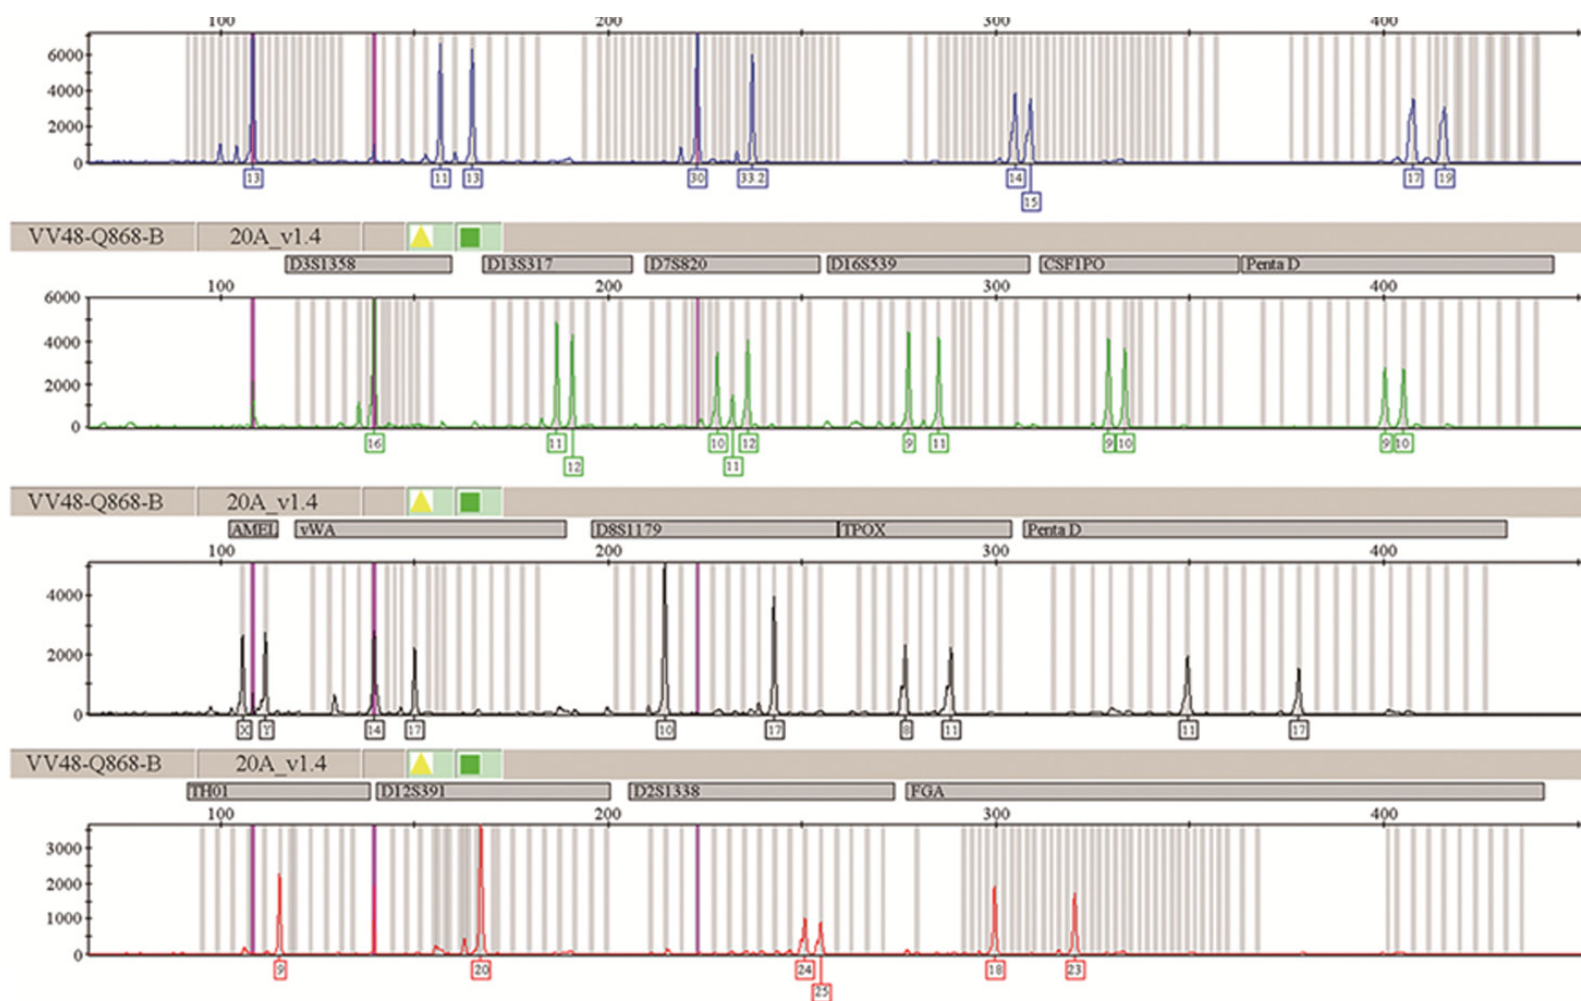 100 200 300 400
6000
4000
2000
0
13 11 13 30 33.2 14 17 19
15
VV48-Q868-B 20A_v1.4
D3S1358 D13S317 D7S820 D16S539 CSF1PO Penta D
100 200 300 400
6000
4000
2000
0
16 11 10 12 9 11 9 10 9 10
12 11
VV48-Q868-B 20A_v1.4
AMEL vWA D8S1179 TPOX Penta D
100 200 300 400
4000
2000
0
X Y 14 17 10 17 8 11 11 17
VV48-Q868-B 20A_v1.4
TH01 D12S391 D2S1338 FGA
100 200 300 400
3000
2000
1000
0
9 20 24 18 23
25